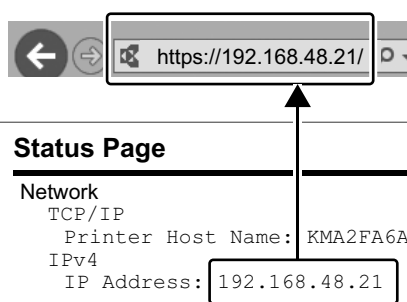 https://192.168.48.21/
Status Page
Network
TCP/IP
Printer Host Name: KMA2FA6A
IPv4
IP Address: 192.168.48.21